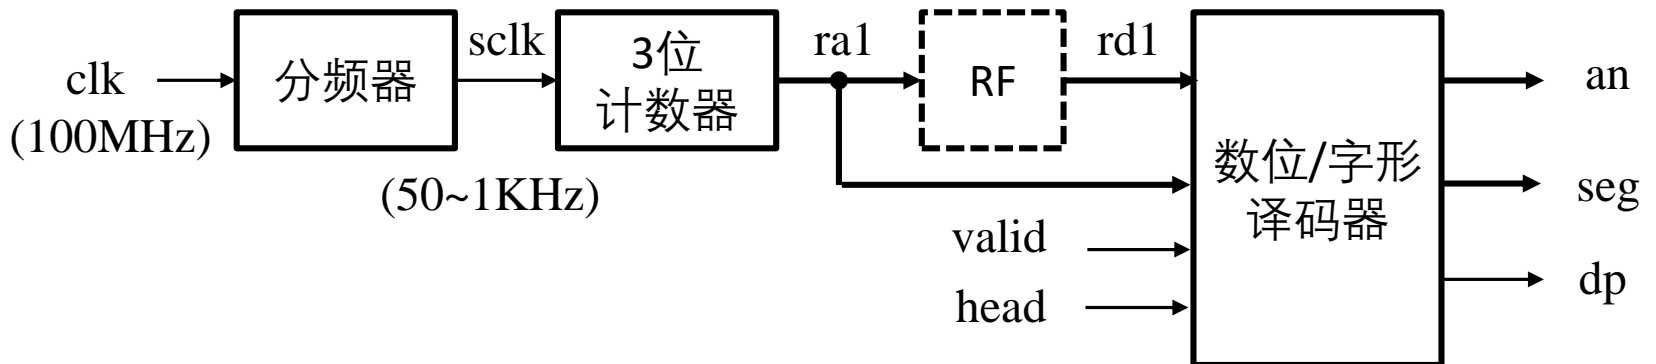 clk
(100MHz)
分频器
sclk
(50~1KHz)
3位
计数器
ra1
RF
rd1
valid
head
数位/字形
译码器
an
seg
dp